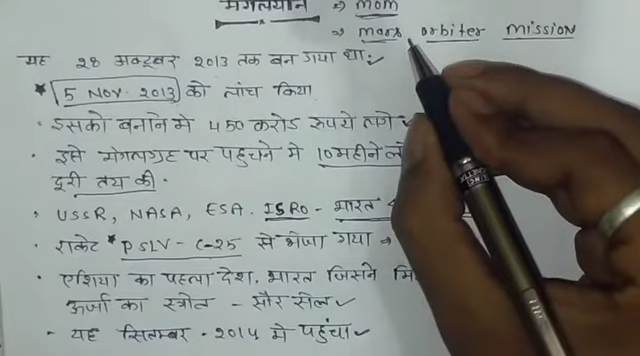 मंगलयान ⇒ mom
⇒ mars orbiter mission
यह 28 अक्टूबर 2013 तक बन गया था
★ 5 NOV. 2013 को लांच किया
• इसको बनाने मे 450 करोड रूपये लगे
• इसे मंगलग्रह पर पहुचने मे 10 महीने
दूरी तय की.
• USSR, NASA, ESA. ISRO - भारत
• राकेट ★ PSLV - C-25 से भेजा गया →
• एशिया का पहला देश, भारत जिसने
ऊर्जा का स्त्रोत - सौर सेल
• यह सितम्बर. 2014 मे पहुंचा